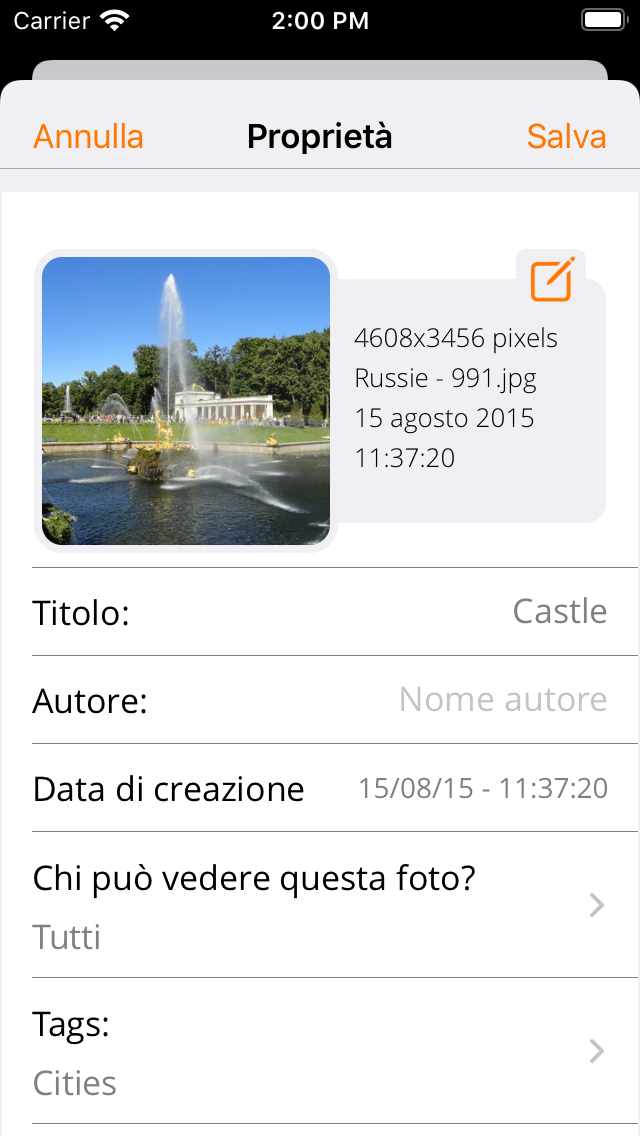 Carrier 2:00 PM
Annulla Proprietà Salva
4608x3456 pixels
Russie - 991.jpg
15 agosto 2015
11:37:20
Titolo: Castle
Autore: Nome autore
Data di creazione 15/08/15 - 11:37:20
Chi può vedere questa foto?
Tutti
Tags:
Cities